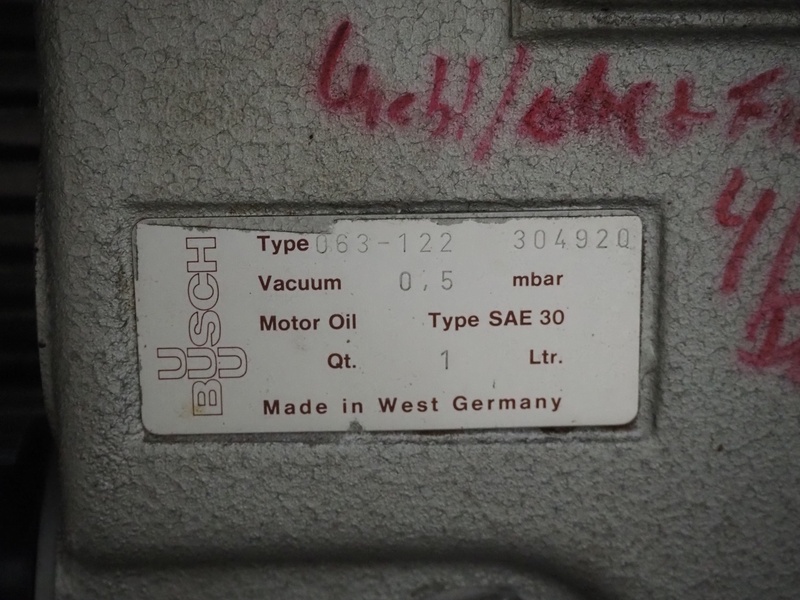 BUSCH
Type 063-122 304920
Vacuum 0,5 mbar
Motor Oil Type SAE 30
Qt. 1 Ltr.
Made in West Germany